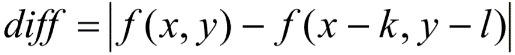 diff = |f(x, y) − f(x − k, y − l)|